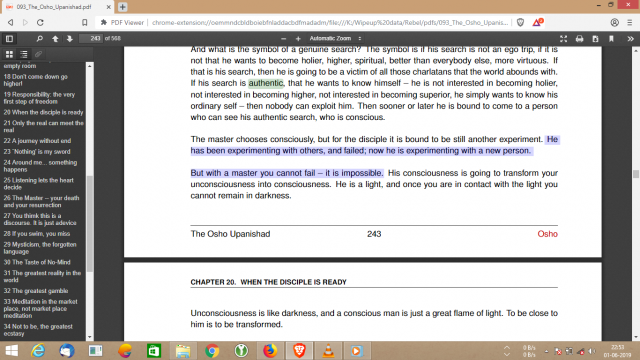 093_The_Osho_Upanishad.pdf
PDF Viewer
chrome-extension://oemmndcbldboiebfnladdacbdfmadadm/file:///K:/Wipeup%20data/Rebel/pdfs/093_The_Osho_Upanis...
243
of 568
Automatic Zoom
empty room
18 Don't come down go
higher!
19 Responsibility: the very
first step of freedom
20 When the disciple is ready
21 Only the real can meet the
real
22 A journey without end
23 'Nothing' is my sword
24 Around me... something
happens
25 Listening lets the heart
decide
26 The Master -- your death
and your resurrection
27 You think this is a
discourse. It is just adevice
28 If you swim, you miss
29 Mysticism, the forgotten
language
30 The Taste of No-Mind
31 The greatest reality in the
world
32 The greatest gamble
33 Meditation in the market
place, not market place
meditation
34 Not to be, the greatest
ecstasy
And what is the symbol of a genuine search? The symbol is if his search is not an ego trip, if it is
not that he wants to become holier, higher, spiritual, better than everybody else, more virtuous. If
that is his search, then he is going to be a victim of all those charlatans that the world abounds with.
If his search is authentic, that he wants to know himself – he is not interested in becoming holier,
not interested in becoming higher, not interested in becoming superior, he simply wants to know his
ordinary self – then nobody can exploit him. Then sooner or later he is bound to come to a person
who can see his authentic search, who is conscious.
The master chooses consciously, but for the disciple it is bound to be still another experiment. He
has been experimenting with others, and failed; now he is experimenting with a new person.
But with a master you cannot fail – it is impossible. His consciousness is going to transform your
unconsciousness into consciousness. He is a light, and once you are in contact with the light you
cannot remain in darkness.
The Osho Upanishad
243
Osho
CHAPTER 20. WHEN THE DISCIPLE IS READY
Unconsciousness is like darkness, and a conscious man is just a great flame of light. To be close to
him is to be transformed.
0 B/s
0 B/s
22:53
01-06-2019